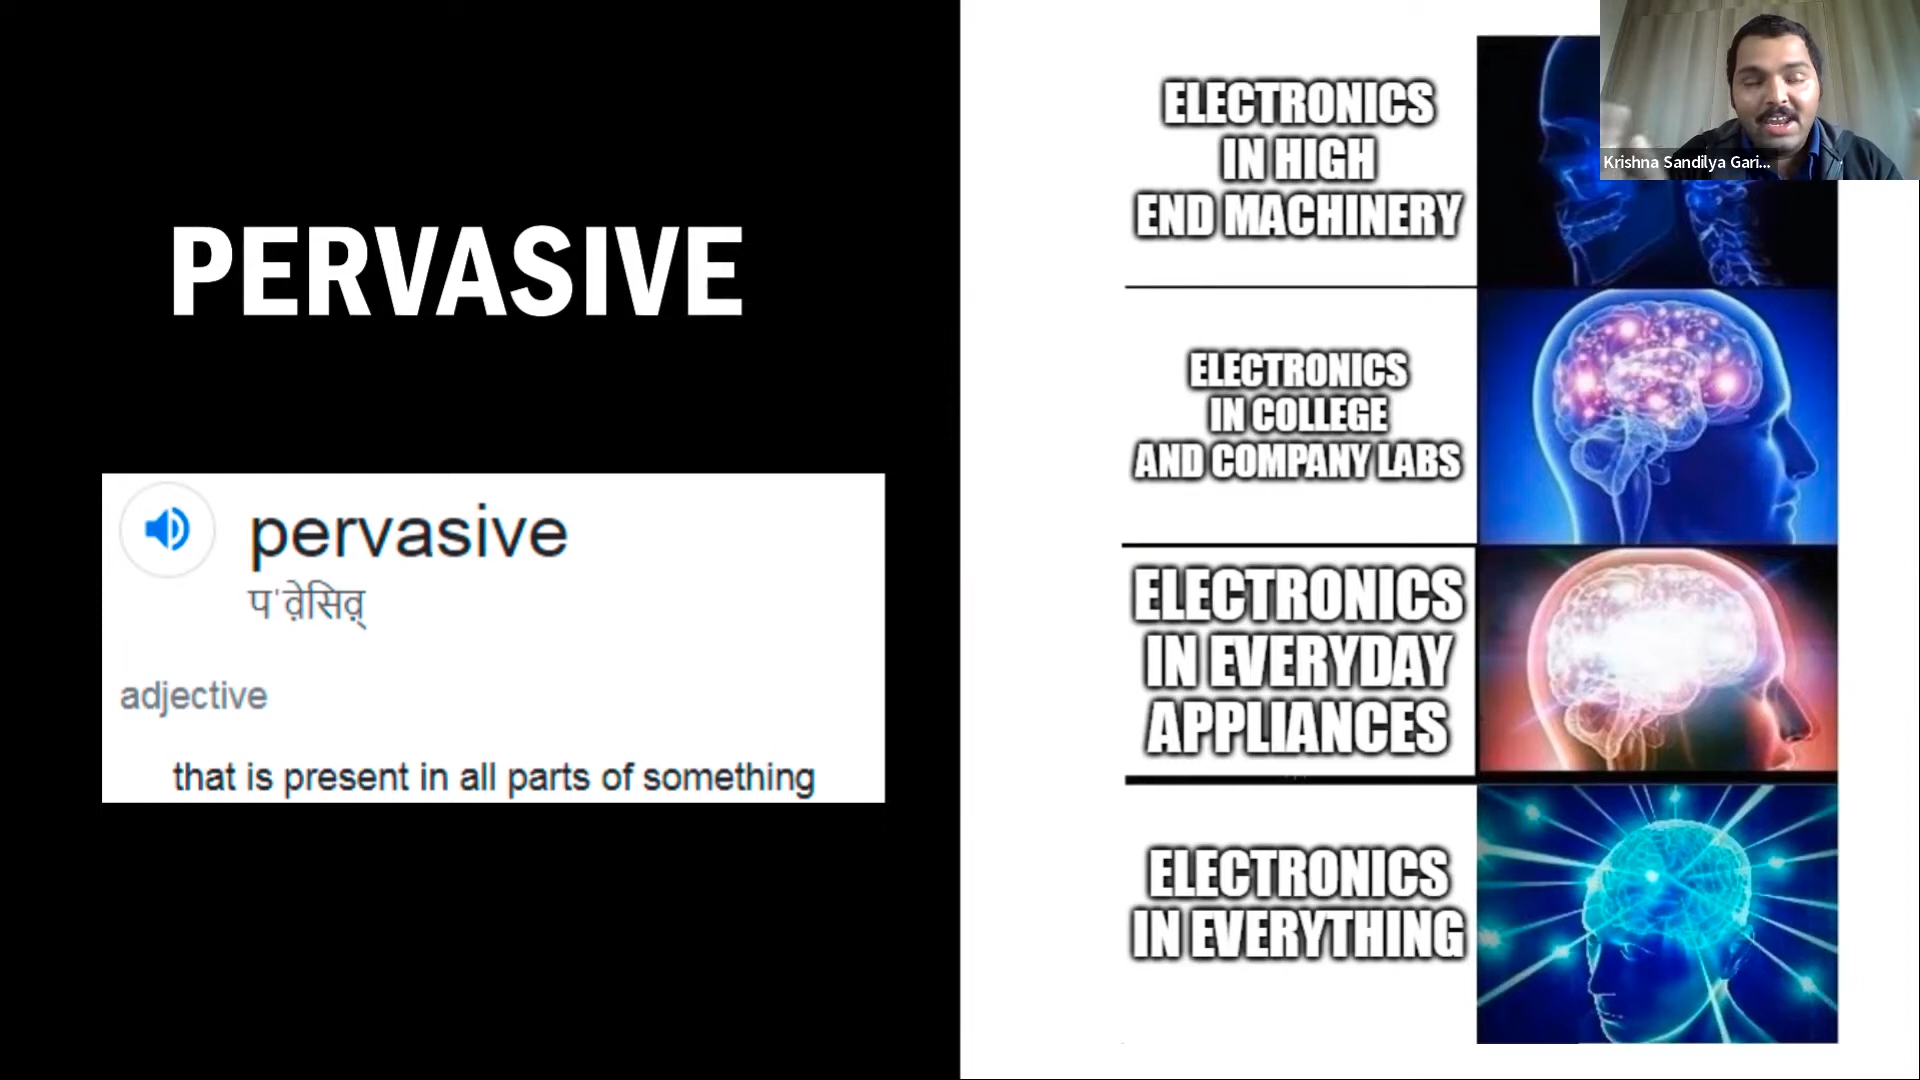 PERVASIVE
pervasive
प'व़ेसिव़्
adjective
that is present in all parts of something
ELECTRONICS
IN HIGH
END MACHINERY
ELECTRONICS
IN COLLEGE
AND COMPANY LABS
ELECTRONICS
IN EVERYDAY
APPLIANCES
ELECTRONICS
IN EVERYTHING
Krishna Sandilya Gari...